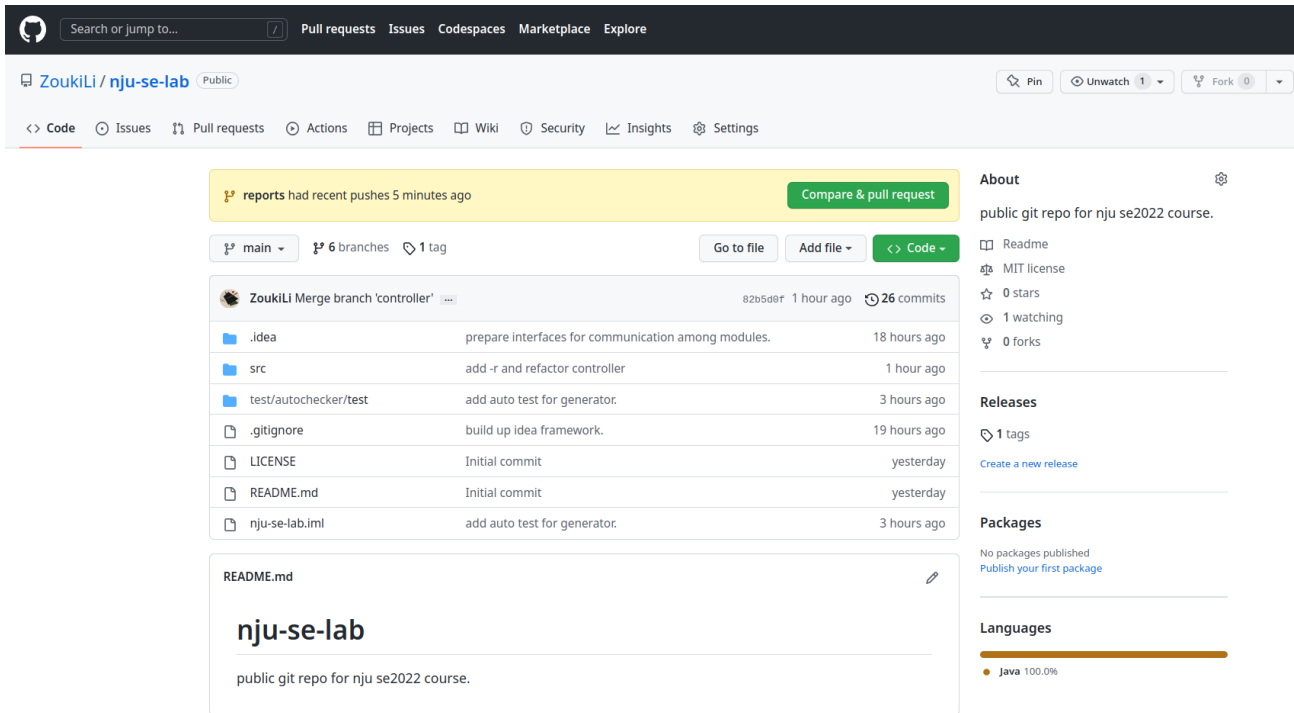 Search or jump to... /
Pull requests Issues Codespaces Marketplace Explore
ZoukiLi / nju-se-lab Public
Pin Unwatch 1 Fork 0
<> Code Issues Pull requests Actions Projects Wiki Security Insights Settings
reports had recent pushes 5 minutes ago Compare & pull request
main 6 branches 1 tag Go to file Add file <> Code
ZoukiLi Merge branch 'controller' ... 82b5d0f 1 hour ago 26 commits
.idea prepare interfaces for communication among modules. 18 hours ago
src add -r and refactor controller 1 hour ago
test/autochecker/test add auto test for generator. 3 hours ago
.gitignore build up idea framework. 19 hours ago
LICENSE Initial commit yesterday
README.md Initial commit yesterday
nju-se-lab.iml add auto test for generator. 3 hours ago
README.md
nju-se-lab
public git repo for nju se2022 course.
About
public git repo for nju se2022 course.
Readme
MIT license
0 stars
1 watching
0 forks
Releases
1 tags
Create a new release
Packages
No packages published
Publish your first package
Languages
Java 100.0%